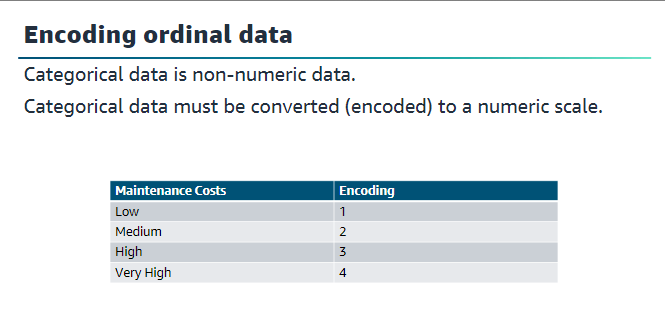 Encoding ordinal data
Categorical data is non-numeric data.
Categorical data must be converted (encoded) to a numeric scale.
Maintenance Costs Encoding
Low 1
Medium 2
High 3
Very High 4